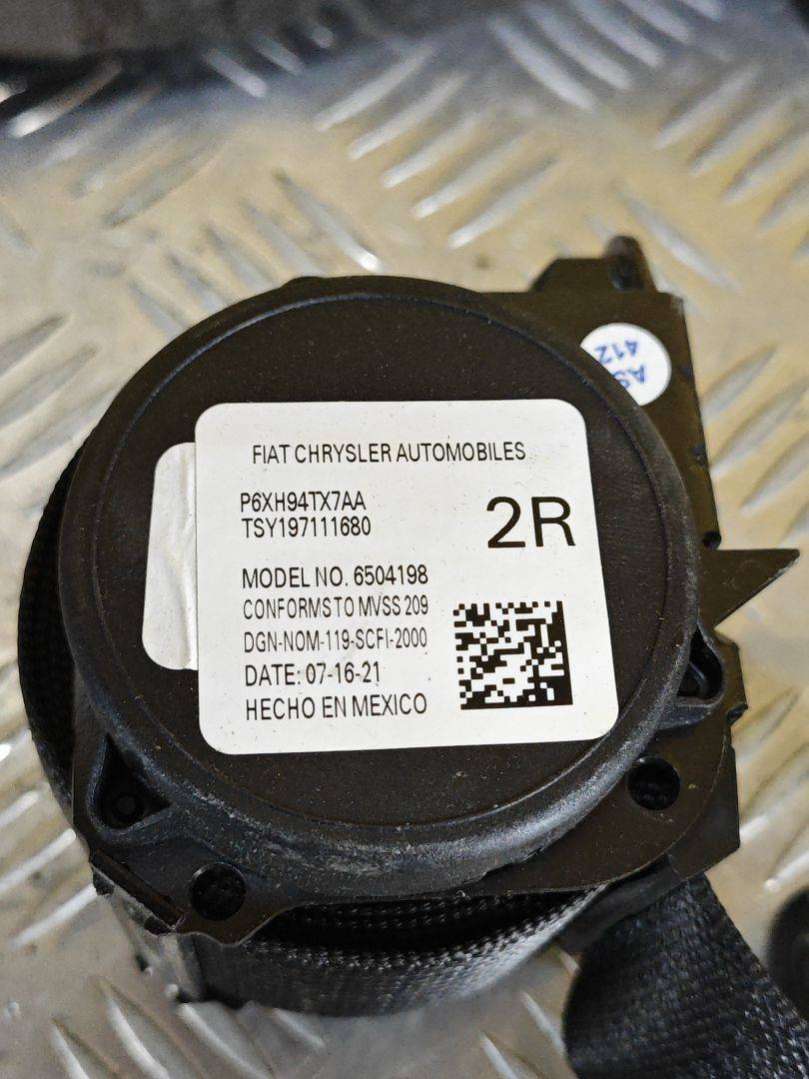 FIAT CHRYSLER AUTOMOBILES
P6XH94TX7AA
TSY197111680
2R
MODEL NO. 6504198
CONFORMS TO MVSS 209
DGN-NOM-119-SCFI-2000
DATE: 07-16-21
HECHO EN MEXICO